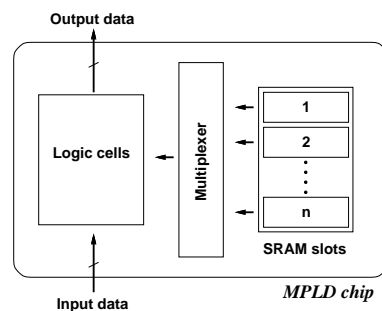 Output data
Logic cells
Multiplexer
1
2
n
SRAM slots
MPLD chip
Input data